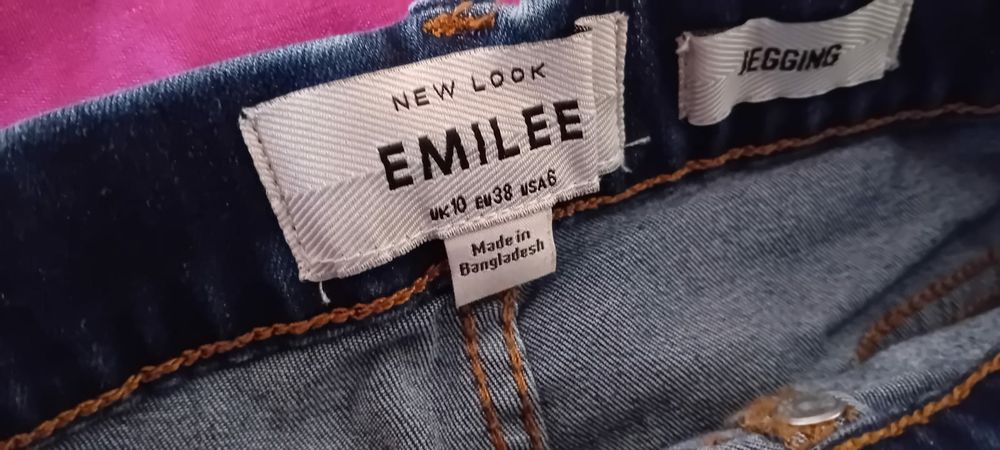 NEW LOOK
EMILEE
UK10 EU38 USA6
Made in
Bangladesh
JEGGING